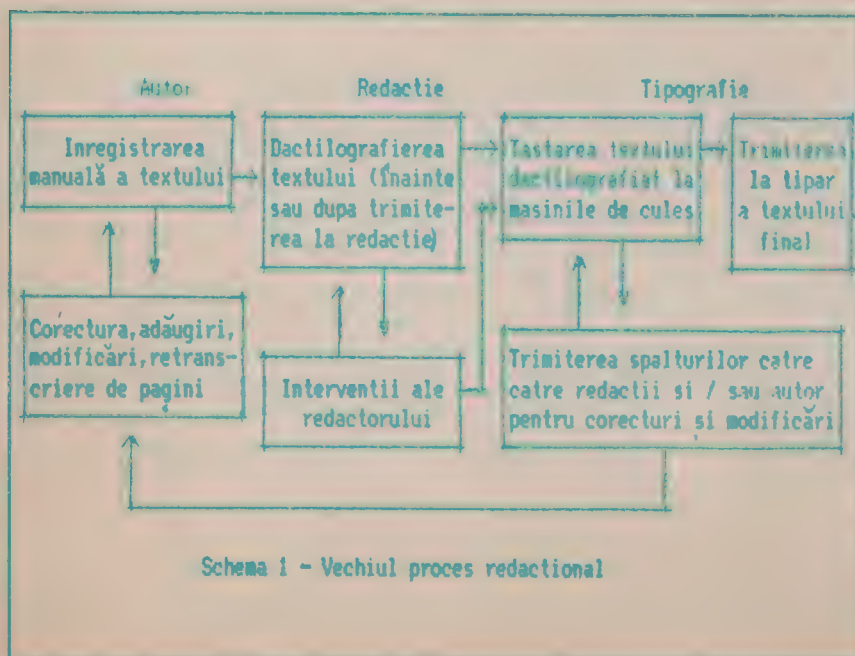 Autor
Redactie
Tipografie
Inregistrarea
manuală a textului
Dactilografierea
textului (înainte
sau dupa trimite-
rea la redactie)
Tastarea textului
dactilografiat la
masinile de cules
Trimiterea
la tipar
a textului
final
Corectura, adăugiri,
modificări, retrans-
criere de pagini
Interventii ale
redactorului
Trimiterea spalturilor catre
catre redactii si / sau autor
pentru corecturi și modificări
Schema 1 - Vechiul proces redactional